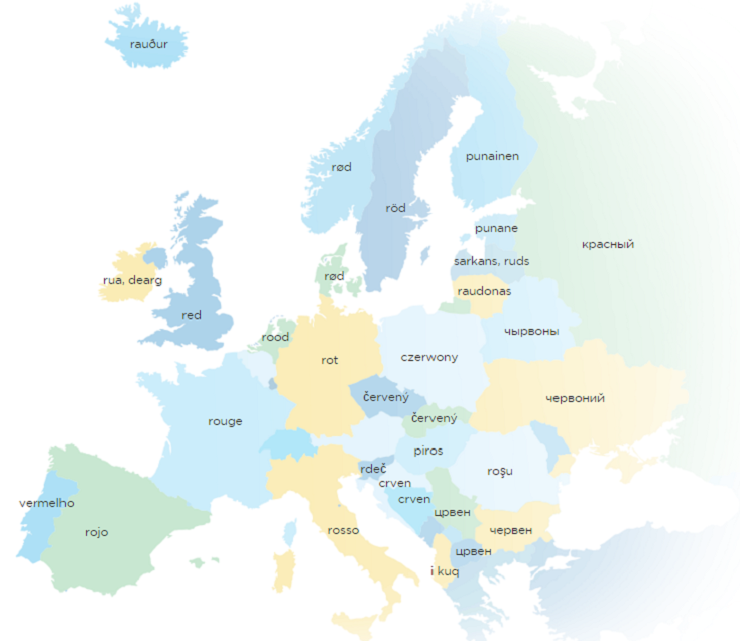 rauður
rød
röd
punainen
punane
красный
sarkans, ruds
rød
raudonas
rua, dearg
red
rood
чырвоны
rot
czerwony
červený
червоний
červený
rouge
piros
rdeč
roşu
crven
crven
vermelho
црвен
rojo
rosso
червен
црвен
i kuq